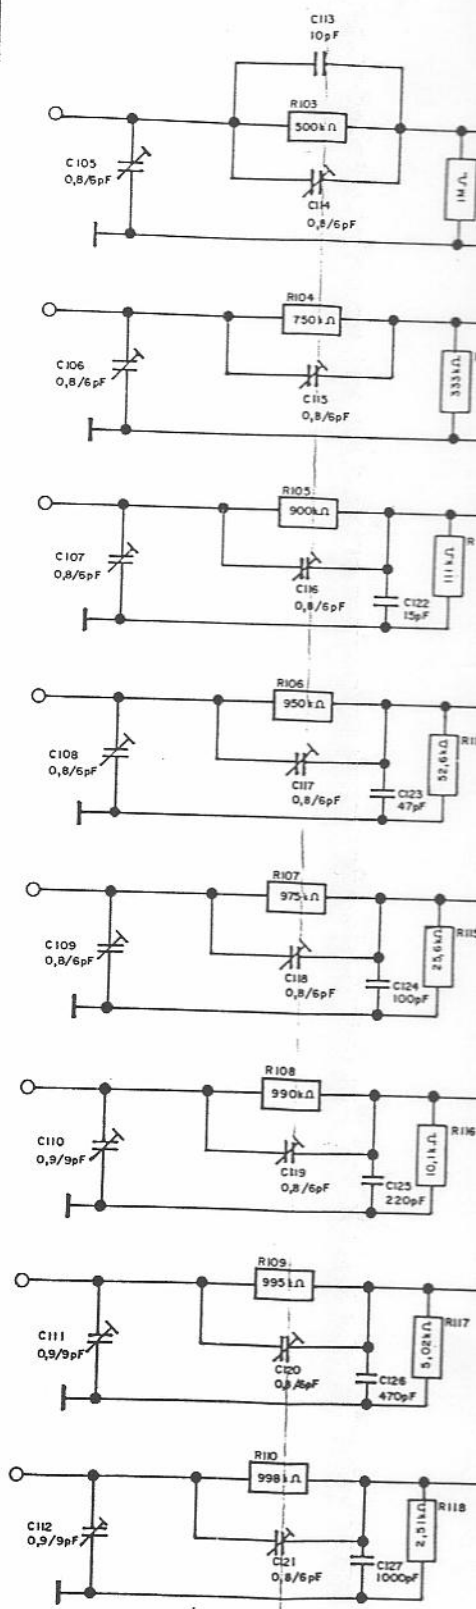 C113
10pF
R103
500kΩ
C105
0,8/6pF
C114
0,8/6pF
1MΩ
R104
750kΩ
C106
0,8/6pF
C115
0,8/6pF
333kΩ
R105
900kΩ
C107
0,8/6pF
C116
0,8/6pF
C122
15pF
111kΩ
R106
950kΩ
C108
0,8/6pF
C117
0,8/6pF
C123
47pF
52,6kΩ
R107
975kΩ
C109
0,8/6pF
C118
0,8/6pF
C124
100pF
25,6kΩ
R115
R108
990kΩ
C110
0,9/9pF
C119
0,8/6pF
C125
220pF
10,1kΩ
R116
R109
995kΩ
C111
0,9/9pF
C120
0,8/6pF
C126
470pF
5,02kΩ
R117
R110
998kΩ
C112
0,9/9pF
C121
0,8/6pF
C127
1000pF
2,51kΩ
R118